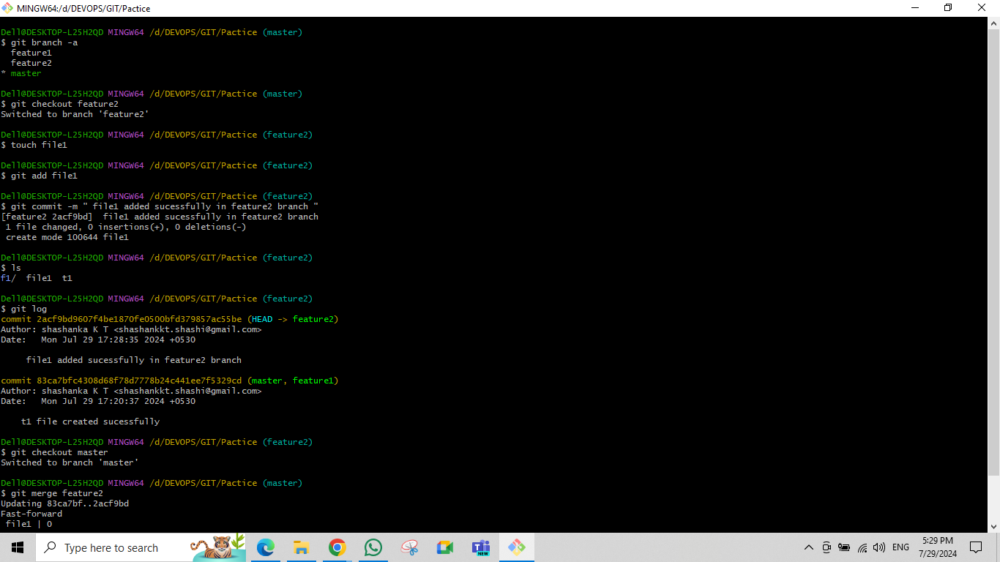 MINGW64:/d/DEVOPS/GIT/Pactice
Dell@DESKTOP-L25H2QD MINGW64 /d/DEVOPS/GIT/Pactice (master)
$ git branch -a
  feature1
  feature2
* master
Dell@DESKTOP-L25H2QD MINGW64 /d/DEVOPS/GIT/Pactice (master)
$ git checkout feature2
Switched to branch 'feature2'
Dell@DESKTOP-L25H2QD MINGW64 /d/DEVOPS/GIT/Pactice (feature2)
$ touch file1
Dell@DESKTOP-L25H2QD MINGW64 /d/DEVOPS/GIT/Pactice (feature2)
$ git add file1
Dell@DESKTOP-L25H2QD MINGW64 /d/DEVOPS/GIT/Pactice (feature2)
$ git commit -m " file1 added sucessfully in feature2 branch "
[feature2 2acf9bd]  file1 added sucessfully in feature2 branch
 1 file changed, 0 insertions(+), 0 deletions(-)
 create mode 100644 file1
Dell@DESKTOP-L25H2QD MINGW64 /d/DEVOPS/GIT/Pactice (feature2)
$ ls
f1/  file1  t1
Dell@DESKTOP-L25H2QD MINGW64 /d/DEVOPS/GIT/Pactice (feature2)
$ git log
commit 2acf9bd9607f4be1870fe0500bfd379857ac55be (HEAD -> feature2)
Author: shashanka K T <shashankkt.shashi@gmail.com>
Date:   Mon Jul 29 17:28:35 2024 +0530
     file1 added sucessfully in feature2 branch
commit 83ca7bfc4308d68f78d7778b24c441ee7f5329cd (master, feature1)
Author: shashanka K T <shashankkt.shashi@gmail.com>
Date:   Mon Jul 29 17:20:37 2024 +0530
    t1 file created sucessfully
Dell@DESKTOP-L25H2QD MINGW64 /d/DEVOPS/GIT/Pactice (feature2)
$ git checkout master
Switched to branch 'master'
Dell@DESKTOP-L25H2QD MINGW64 /d/DEVOPS/GIT/Pactice (master)
$ git merge feature2
Updating 83ca7bf..2acf9bd
Fast-forward
 file1 | 0
Type here to search
NEW
ENG
5:29 PM
7/29/2024